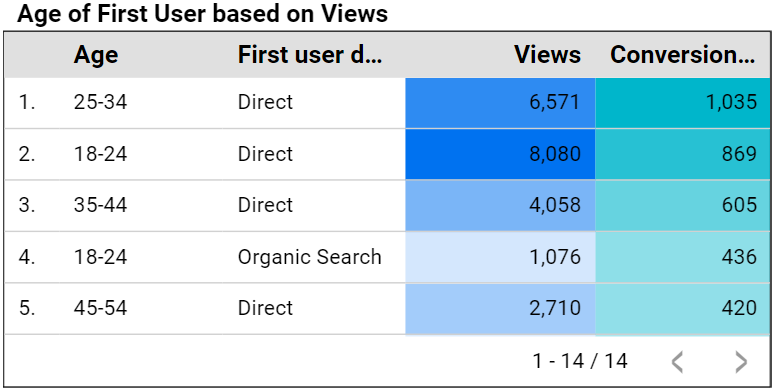 Age of First User based on Views
Age First user d... Views Conversion...
1. 25-34 Direct 6,571 1,035
2. 18-24 Direct 8,080 869
3. 35-44 Direct 4,058 605
4. 18-24 Organic Search 1,076 436
5. 45-54 Direct 2,710 420
1 - 14 / 14